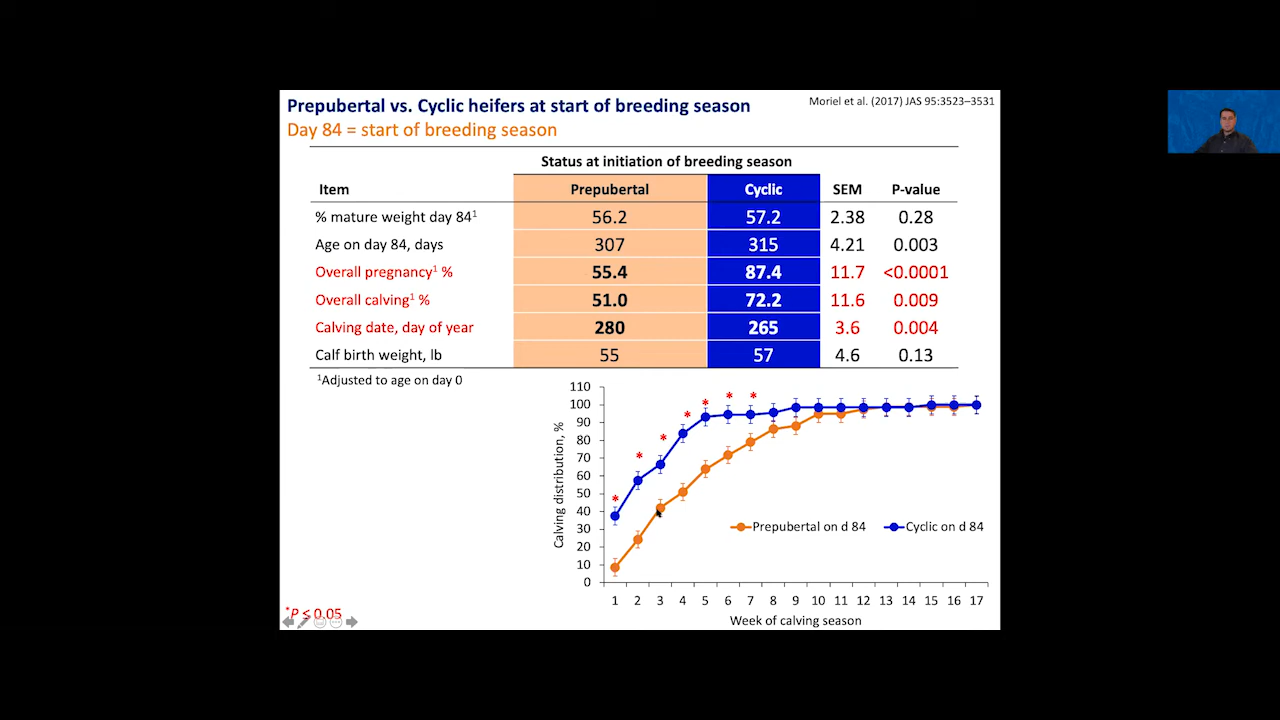 Prepubertal vs. Cyclic heifers at start of breeding season
Moriel et al. (2017) JAS 95:3523–3531
Day 84 = start of breeding season
Status at initiation of breeding season
Item Prepubertal Cyclic SEM P-value
% mature weight day 84¹ 56.2 57.2 2.38 0.28
Age on day 84, days 307 315 4.21 0.003
Overall pregnancy¹ % 55.4 87.4 11.7 <0.0001
Overall calving¹ % 51.0 72.2 11.6 0.009
Calving date, day of year 280 265 3.6 0.004
Calf birth weight, lb 55 57 4.6 0.13
¹Adjusted to age on day 0
110
100
90
80
70
60
50
40
30
20
10
0
Calving distribution, %
* * * * * * *
Prepubertal on d 84 Cyclic on d 84
1 2 3 4 5 6 7 8 9 10 11 12 13 14 15 16 17
Week of calving season
*P ≤ 0.05